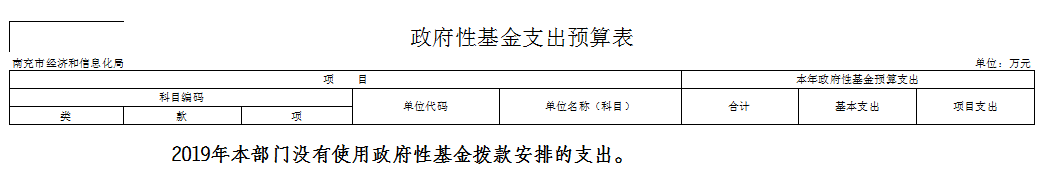 政府性基金支出预算表
南充市经济和信息化局 单位：万元
项 目 本年政府性基金预算支出
科目编码 单位代码 单位名称（科目） 合计 基本支出 项目支出
类 款 项
2019年本部门没有使用政府性基金拨款安排的支出。